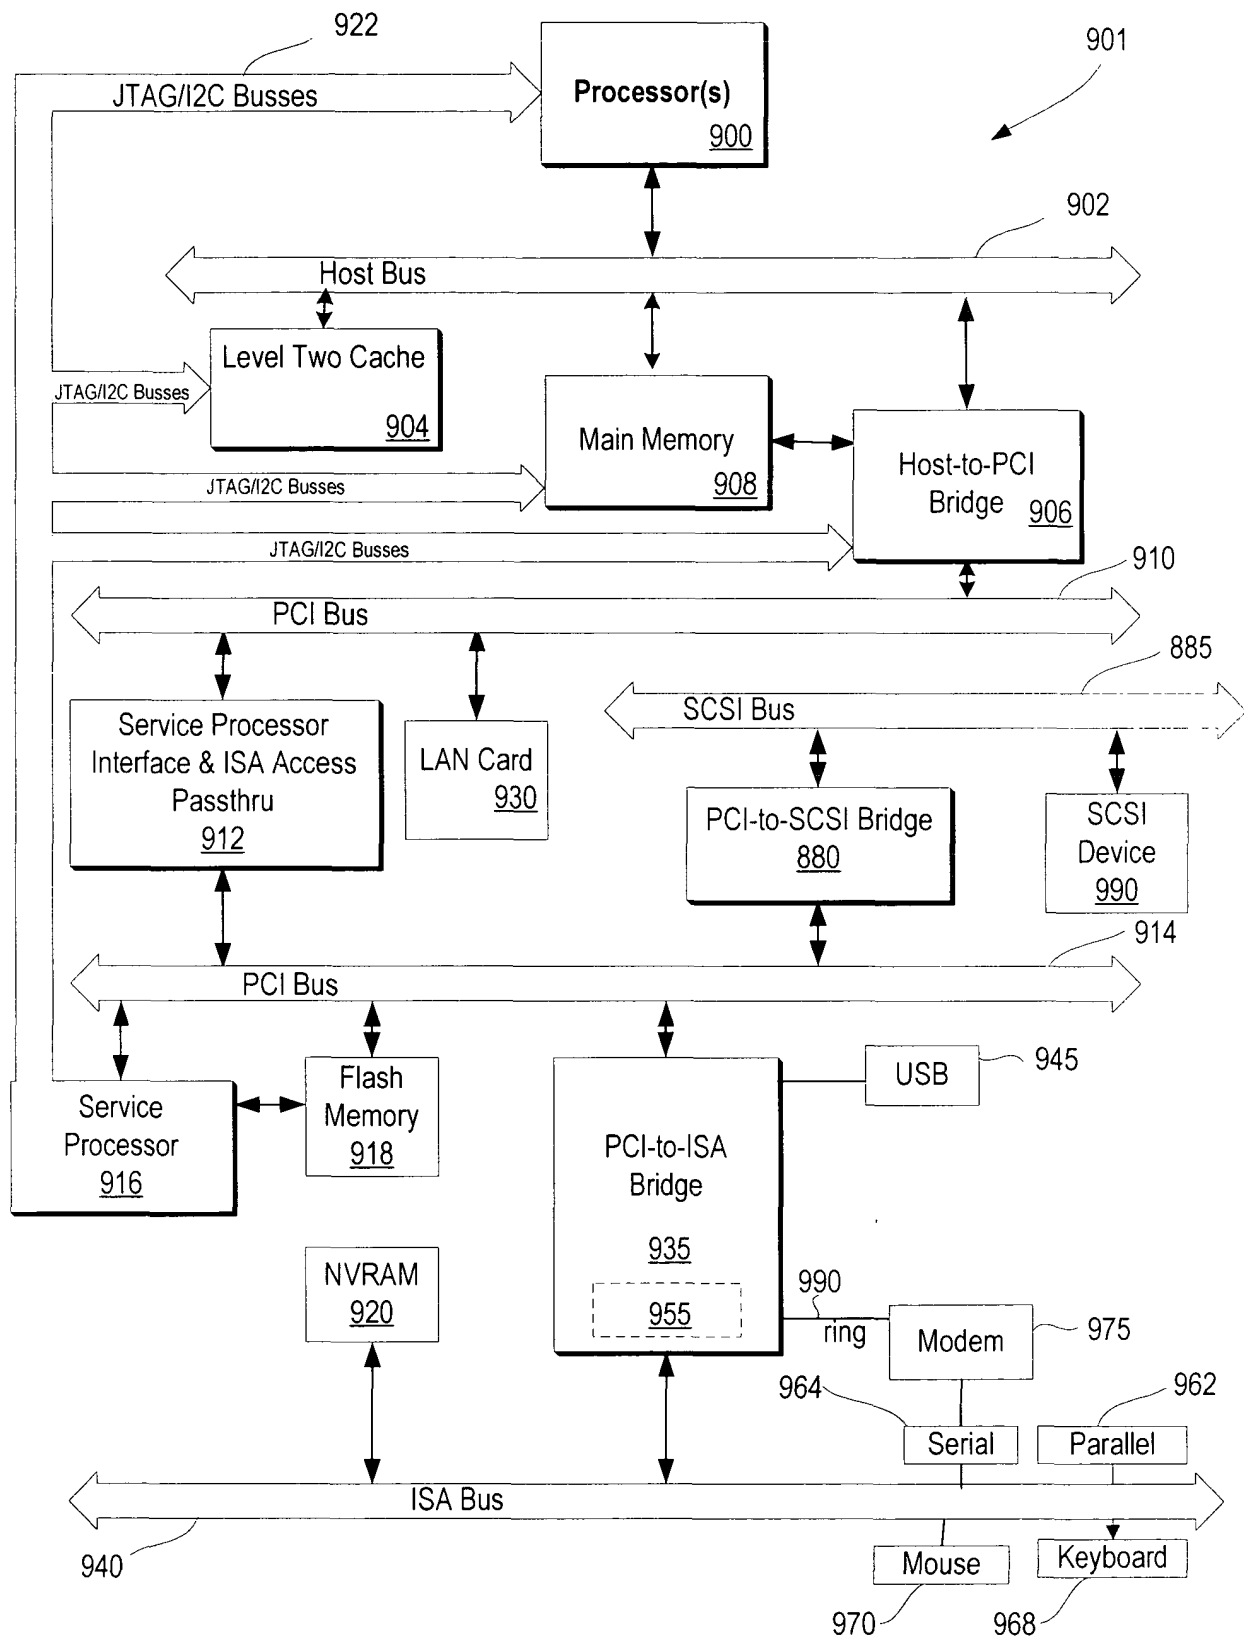 922
901
JTAG/I2C Busses
Processor(s)
900
902
Host Bus
Level Two Cache
904
JTAG/I2C Busses
Main Memory
908
Host-to-PCI
Bridge
906
JTAG/I2C Busses
JTAG/I2C Busses
910
PCI Bus
885
SCSI Bus
Service Processor
Interface & ISA Access
Passthru
912
LAN Card
930
PCI-to-SCSI Bridge
880
SCSI
Device
990
914
PCI Bus
USB
945
Flash
Memory
918
Service
Processor
916
PCI-to-ISA
Bridge
935
955
NVRAM
920
990
ring
Modem
975
964
962
Serial
Parallel
ISA Bus
940
Mouse
Keyboard
970
968